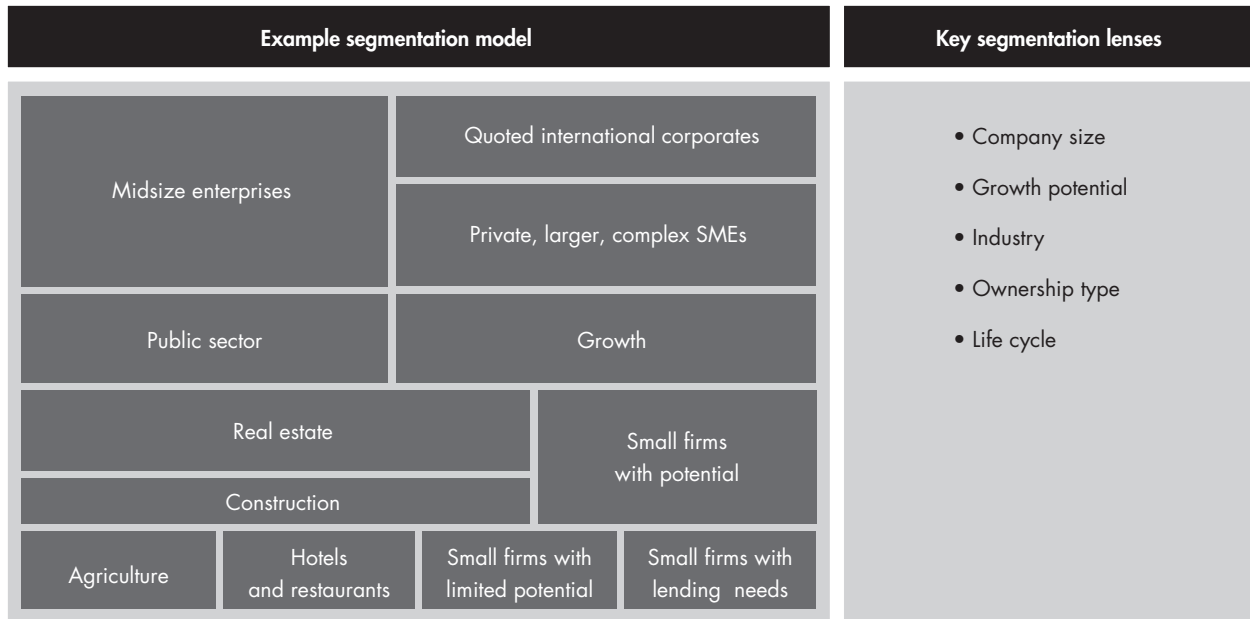 Example segmentation model
Key segmentation lenses
Midsize enterprises
Quoted international corporates
Private, larger, complex SMEs
Public sector
Growth
Real estate
Small firms
with potential
Construction
Agriculture
Hotels
and restaurants
Small firms with
limited potential
Small firms with
lending needs
• Company size
• Growth potential
• Industry
• Ownership type
• Life cycle